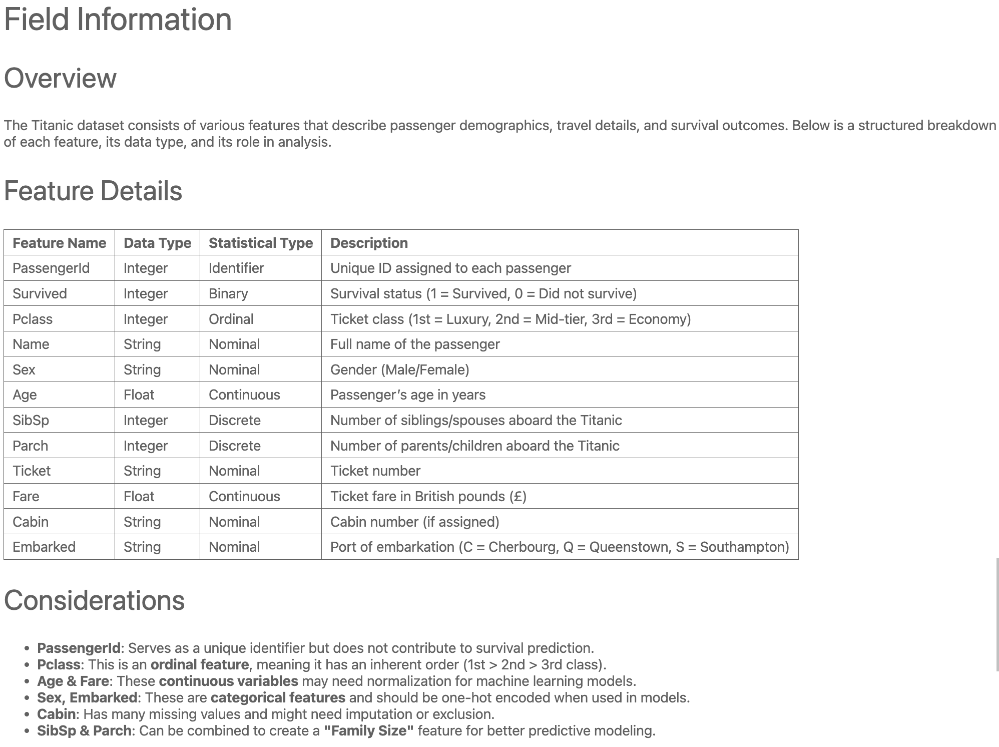 Field Information
Overview
The Titanic dataset consists of various features that describe passenger demographics, travel details, and survival outcomes. Below is a structured breakdown
of each feature, its data type, and its role in analysis.
Feature Details
Feature Name Data Type Statistical Type Description
PassengerId Integer Identifier Unique ID assigned to each passenger
Survived Integer Binary Survival status (1 = Survived, 0 = Did not survive)
Pclass Integer Ordinal Ticket class (1st = Luxury, 2nd = Mid-tier, 3rd = Economy)
Name String Nominal Full name of the passenger
Sex String Nominal Gender (Male/Female)
Age Float Continuous Passenger’s age in years
SibSp Integer Discrete Number of siblings/spouses aboard the Titanic
Parch Integer Discrete Number of parents/children aboard the Titanic
Ticket String Nominal Ticket number
Fare Float Continuous Ticket fare in British pounds (£)
Cabin String Nominal Cabin number (if assigned)
Embarked String Nominal Port of embarkation (C = Cherbourg, Q = Queenstown, S = Southampton)
Considerations
• PassengerId: Serves as a unique identifier but does not contribute to survival prediction.
• Pclass: This is an ordinal feature, meaning it has an inherent order (1st > 2nd > 3rd class).
• Age & Fare: These continuous variables may need normalization for machine learning models.
• Sex, Embarked: These are categorical features and should be one-hot encoded when used in models.
• Cabin: Has many missing values and might need imputation or exclusion.
• SibSp & Parch: Can be combined to create a "Family Size" feature for better predictive modeling.